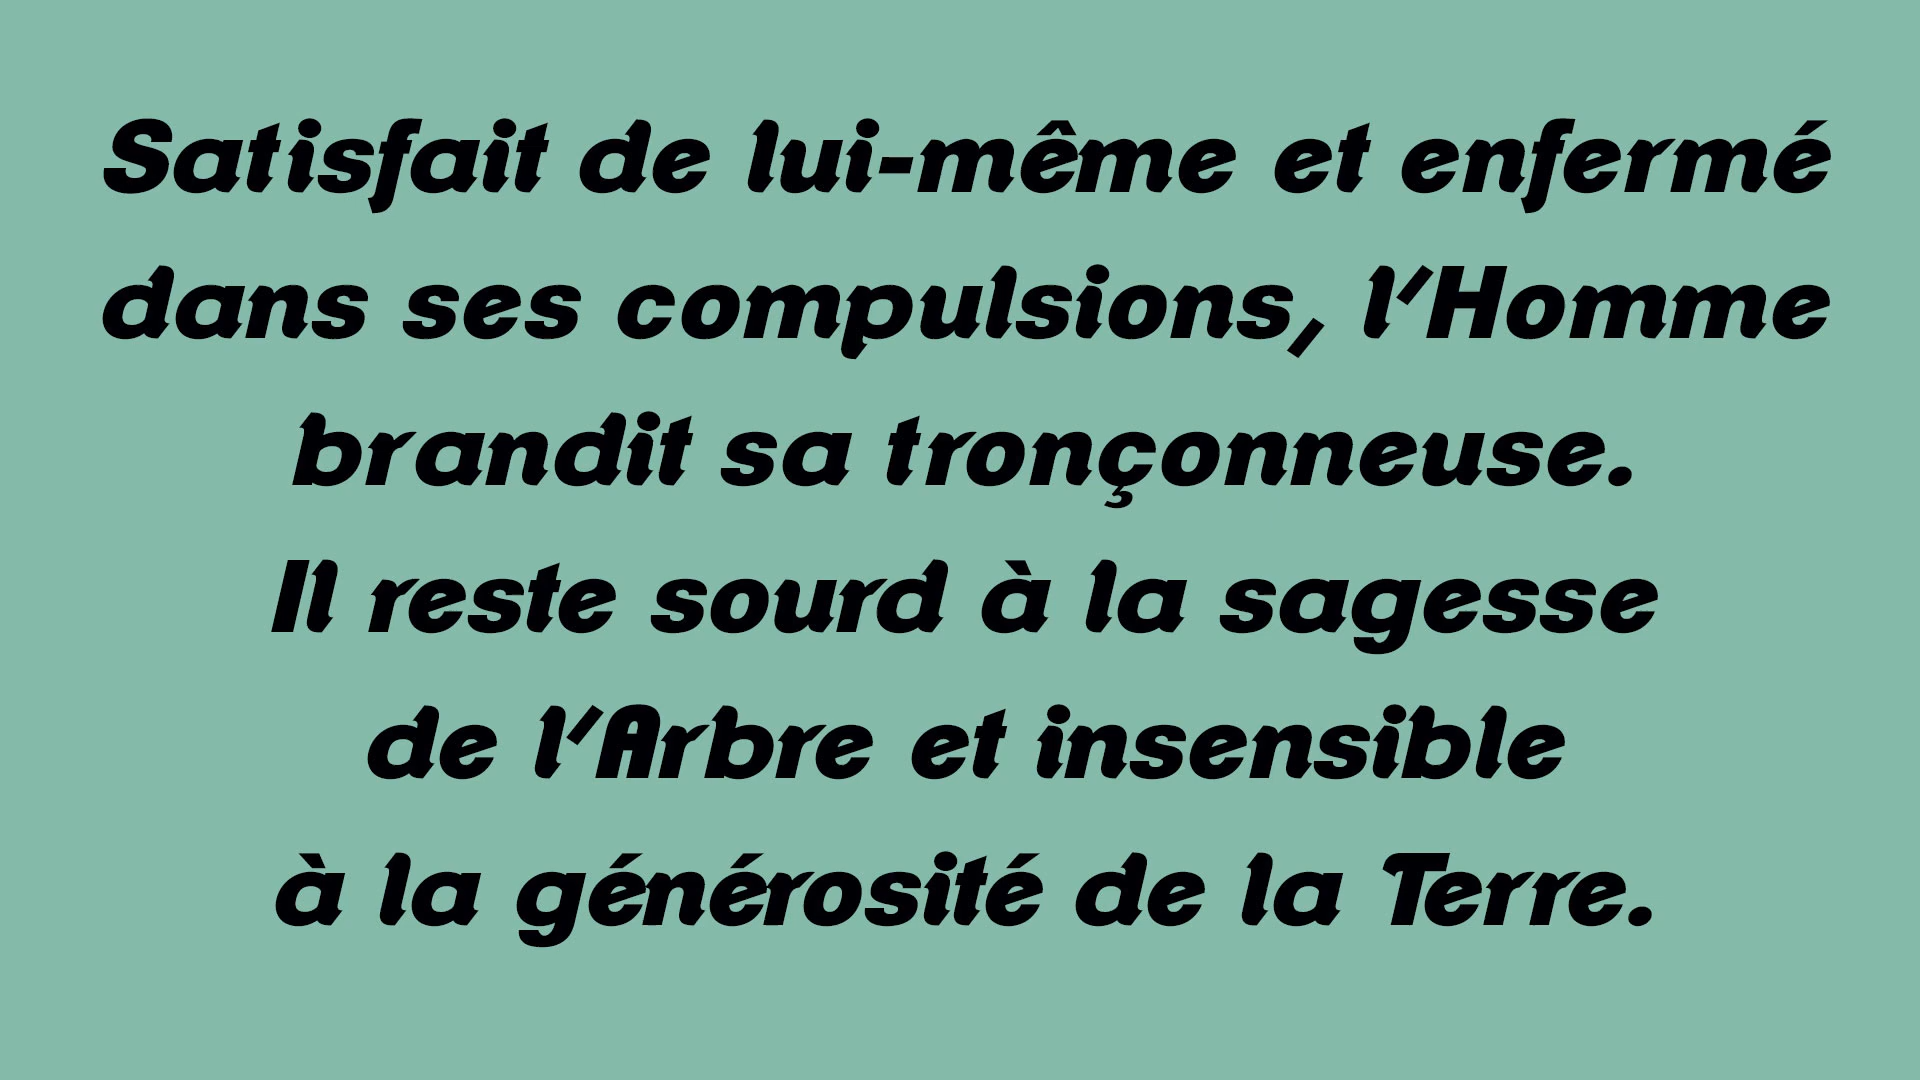 Satisfait de lui-même et enfermé
dans ses compulsions, l’Homme
brandit sa tronçonneuse.
Il reste sourd à la sagesse
de l’Arbre et insensible
à la générosité de la Terre.